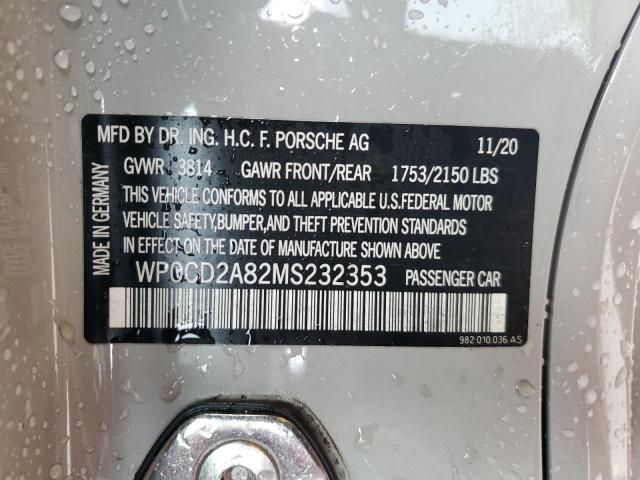 MFD BY DR. ING. H.C. F. PORSCHE AG 11/20
GVWR 3814 GAWR FRONT/REAR 1753/2150 LBS
THIS VEHICLE CONFORMS TO ALL APPLICABLE U.S.FEDERAL MOTOR
VEHICLE SAFETY,BUMPER,AND THEFT PREVENTION STANDARDS
IN EFFECT ON THE DATE OF MANUFACTURE SHOWN ABOVE.
MADE IN GERMANY
WP0CD2A82MS232353 PASSENGER CAR
982.010.036.AS